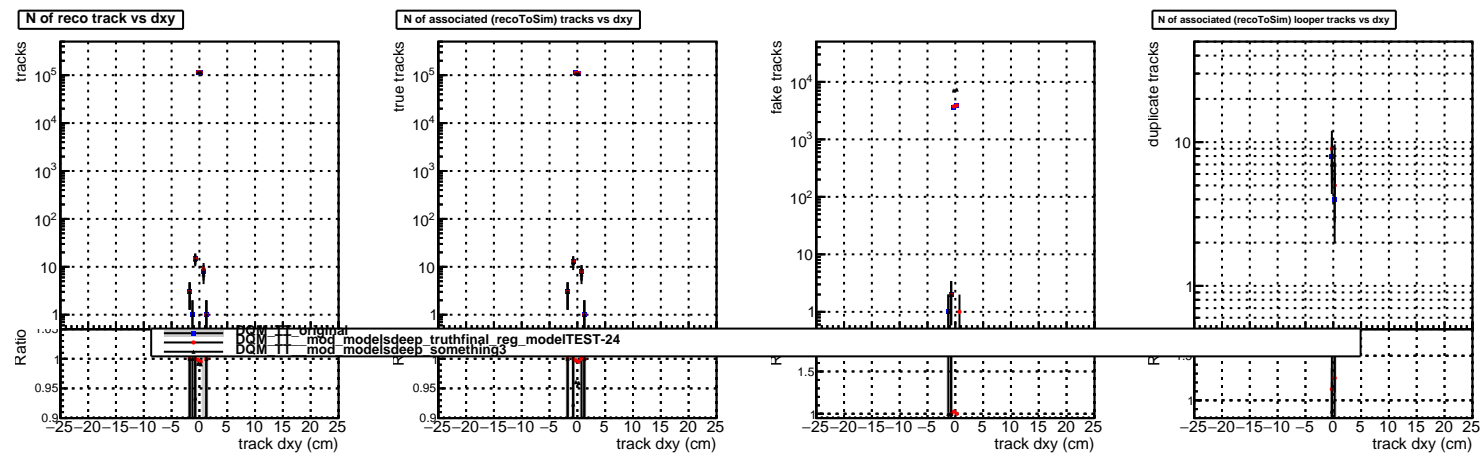 N of reco track vs dxy
N of associated (recoToSim) tracks vs dxy
N of associated (recoToSim) looper tracks vs dxy
tracks
10^5
10^4
10^3
10^2
10
1
true tracks
10^5
10^4
10^3
10^2
10
1
fake tracks
10^4
10^3
10^2
10
1
duplicate tracks
10
1
DQM_TT_original
DQM_TT__mod_modelsdeep_truthfinal_reg_modelTEST-24
DQM_TT__mod_modelsdeep_something3
Ratio
1
0.95
0.9
1
0.95
0.9
1.5
1
1
−25 −20 −15 −10 −5 0 5 10 15 20 25
track dxy (cm)
−25 −20 −15 −10 −5 0 5 10 15 20 25
track dxy (cm)
−25 −20 −15 −10 −5 0 5 10 15 20 25
track dxy (cm)
−25 −20 −15 −10 −5 0 5 10 15 20 25
track dxy (cm)